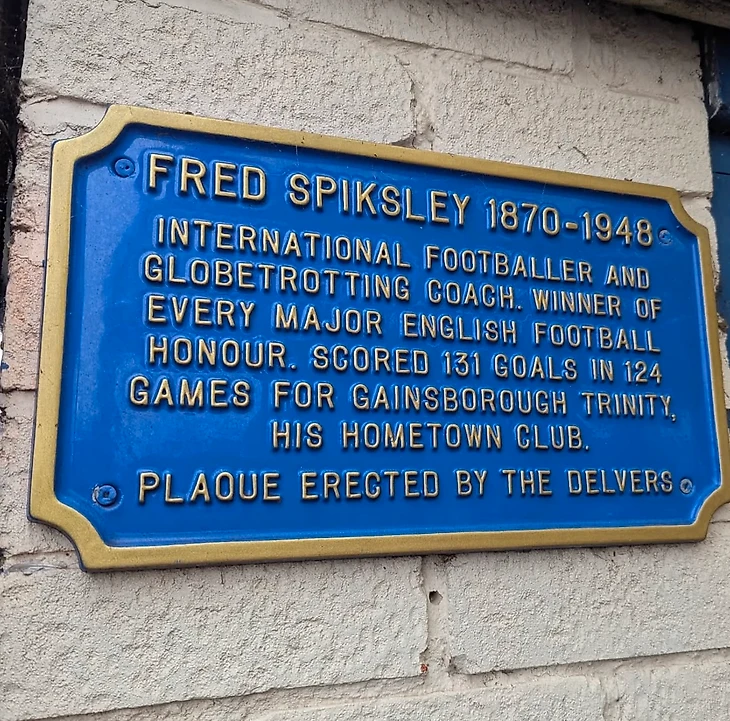 FRED SPIKSLEY 1870-1948
INTERNATIONAL FOOTBALLER AND
GLOBETROTTING COACH. WINNER OF
EVERY MAJOR ENGLISH FOOTBALL
HONOUR. SCORED 131 GOALS IN 124
GAMES FOR GAINSBOROUGH TRINITY,
HIS HOMETOWN CLUB.
PLAQUE ERECTED BY THE DELVERS